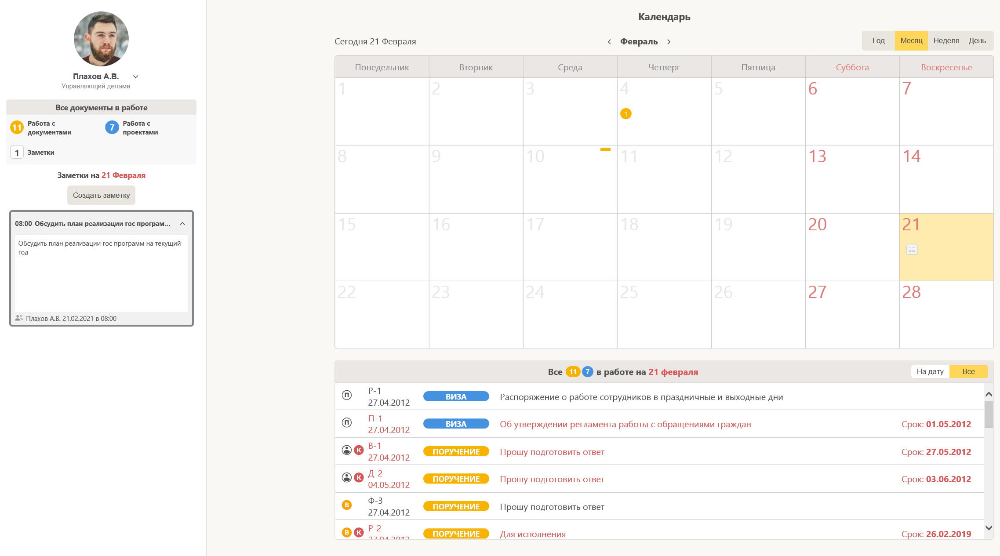 Плахов А.В.
Управляющий делами
Все документы в работе
11 Работа с
документами
7 Работа с
проектами
1 Заметки
Заметки на 21 Февраля
Создать заметку
08:00 Обсудить план реализации гос програм...
Обсудить план реализации гос программ на текущий
год
Плахов А.В. 21.02.2021 в 08:00
Календарь
Сегодня 21 Февраля
Февраль
Год Месяц Неделя День
Понедельник Вторник Среда Четверг Пятница Суббота Воскресенье
1 2 3 4 5 6 7
1
8 9 10 11 12 13 14
15 16 17 18 19 20 21
22 23 24 25 26 27 28
Все 11 7 в работе на 21 февраля
На дату Все
П Р-1
27.04.2012
ВИЗА Распоряжение о работе сотрудников в праздничные и выходные дни
П П-1
27.04.2012
ВИЗА Об утверждении регламента работы с обращениями граждан Срок: 01.05.2012
К В-1
27.04.2012
ПОРУЧЕНИЕ Прошу подготовить ответ Срок: 27.05.2012
К Д-2
04.05.2012
ПОРУЧЕНИЕ Прошу подготовить ответ Срок: 03.06.2012
В Ф-3
27.04.2012
ПОРУЧЕНИЕ Прошу подготовить ответ
В К Р-2
27.04.2012
ПОРУЧЕНИЕ Для исполнения Срок: 26.02.2019